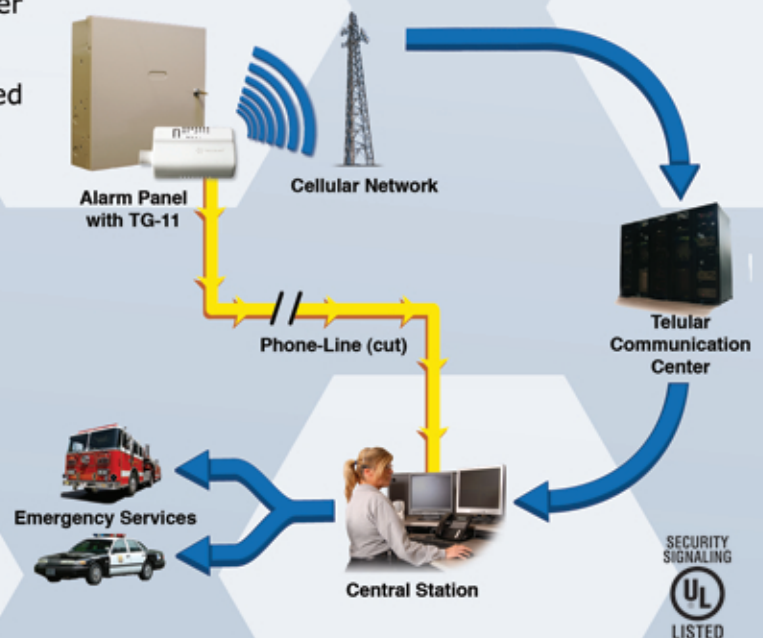 er
ed
Alarm Panel
with TG-11
Cellular Network
Telular
Communication
Center
Phone-Line (cut)
Emergency Services
Central Station
SECURITY
SIGNALING
UL
LISTED